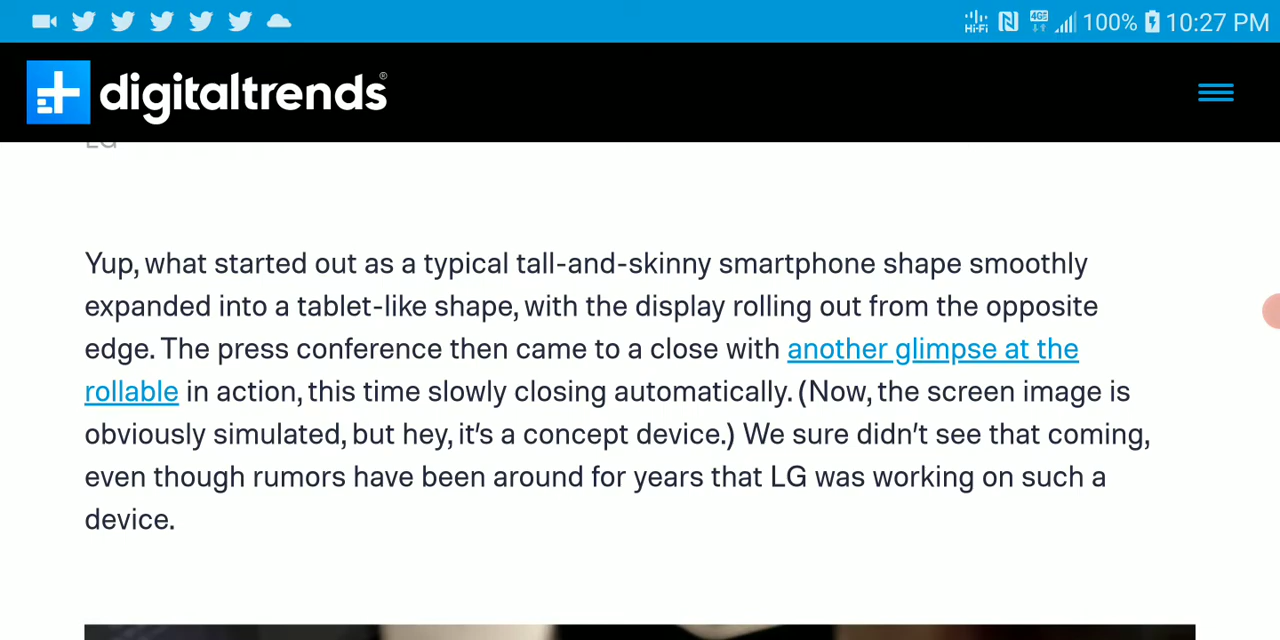 Hi-Fi 4GE 100% 10:27 PM
digitaltrends®
LG
Yup, what started out as a typical tall-and-skinny smartphone shape smoothly
expanded into a tablet-like shape, with the display rolling out from the opposite
edge. The press conference then came to a close with another glimpse at the
rollable in action, this time slowly closing automatically. (Now, the screen image is
obviously simulated, but hey, it's a concept device.) We sure didn't see that coming,
even though rumors have been around for years that LG was working on such a
device.